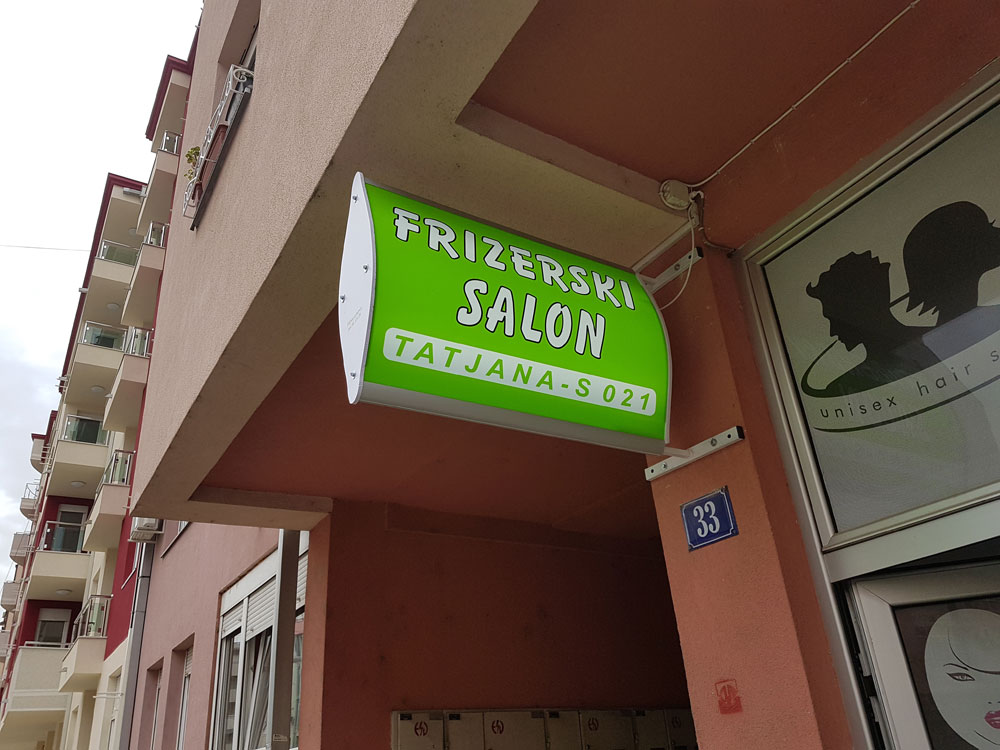 FRIZERSKI
SALON
TATJANA-S 021
unisex hair s
33